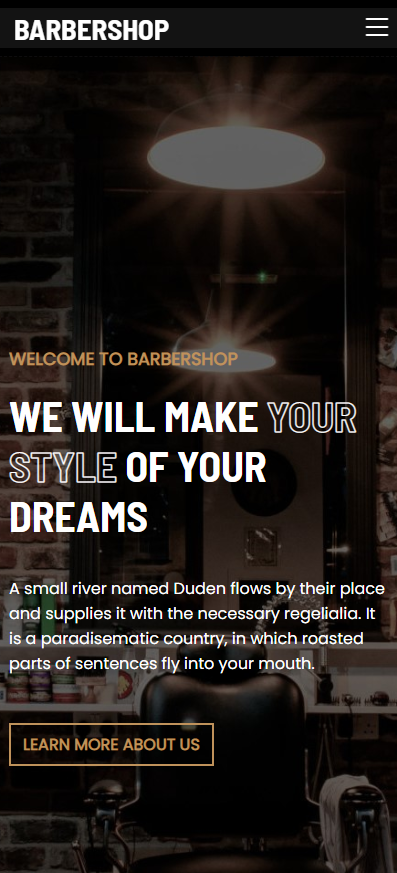 BARBERSHOP
WELCOME TO BARBERSHOP
WE WILL MAKE YOUR
STYLE OF YOUR
DREAMS
A small river named Duden flows by their place
and supplies it with the necessary regelialia. It
is a paradisematic country, in which roasted
parts of sentences fly into your mouth.
LEARN MORE ABOUT US